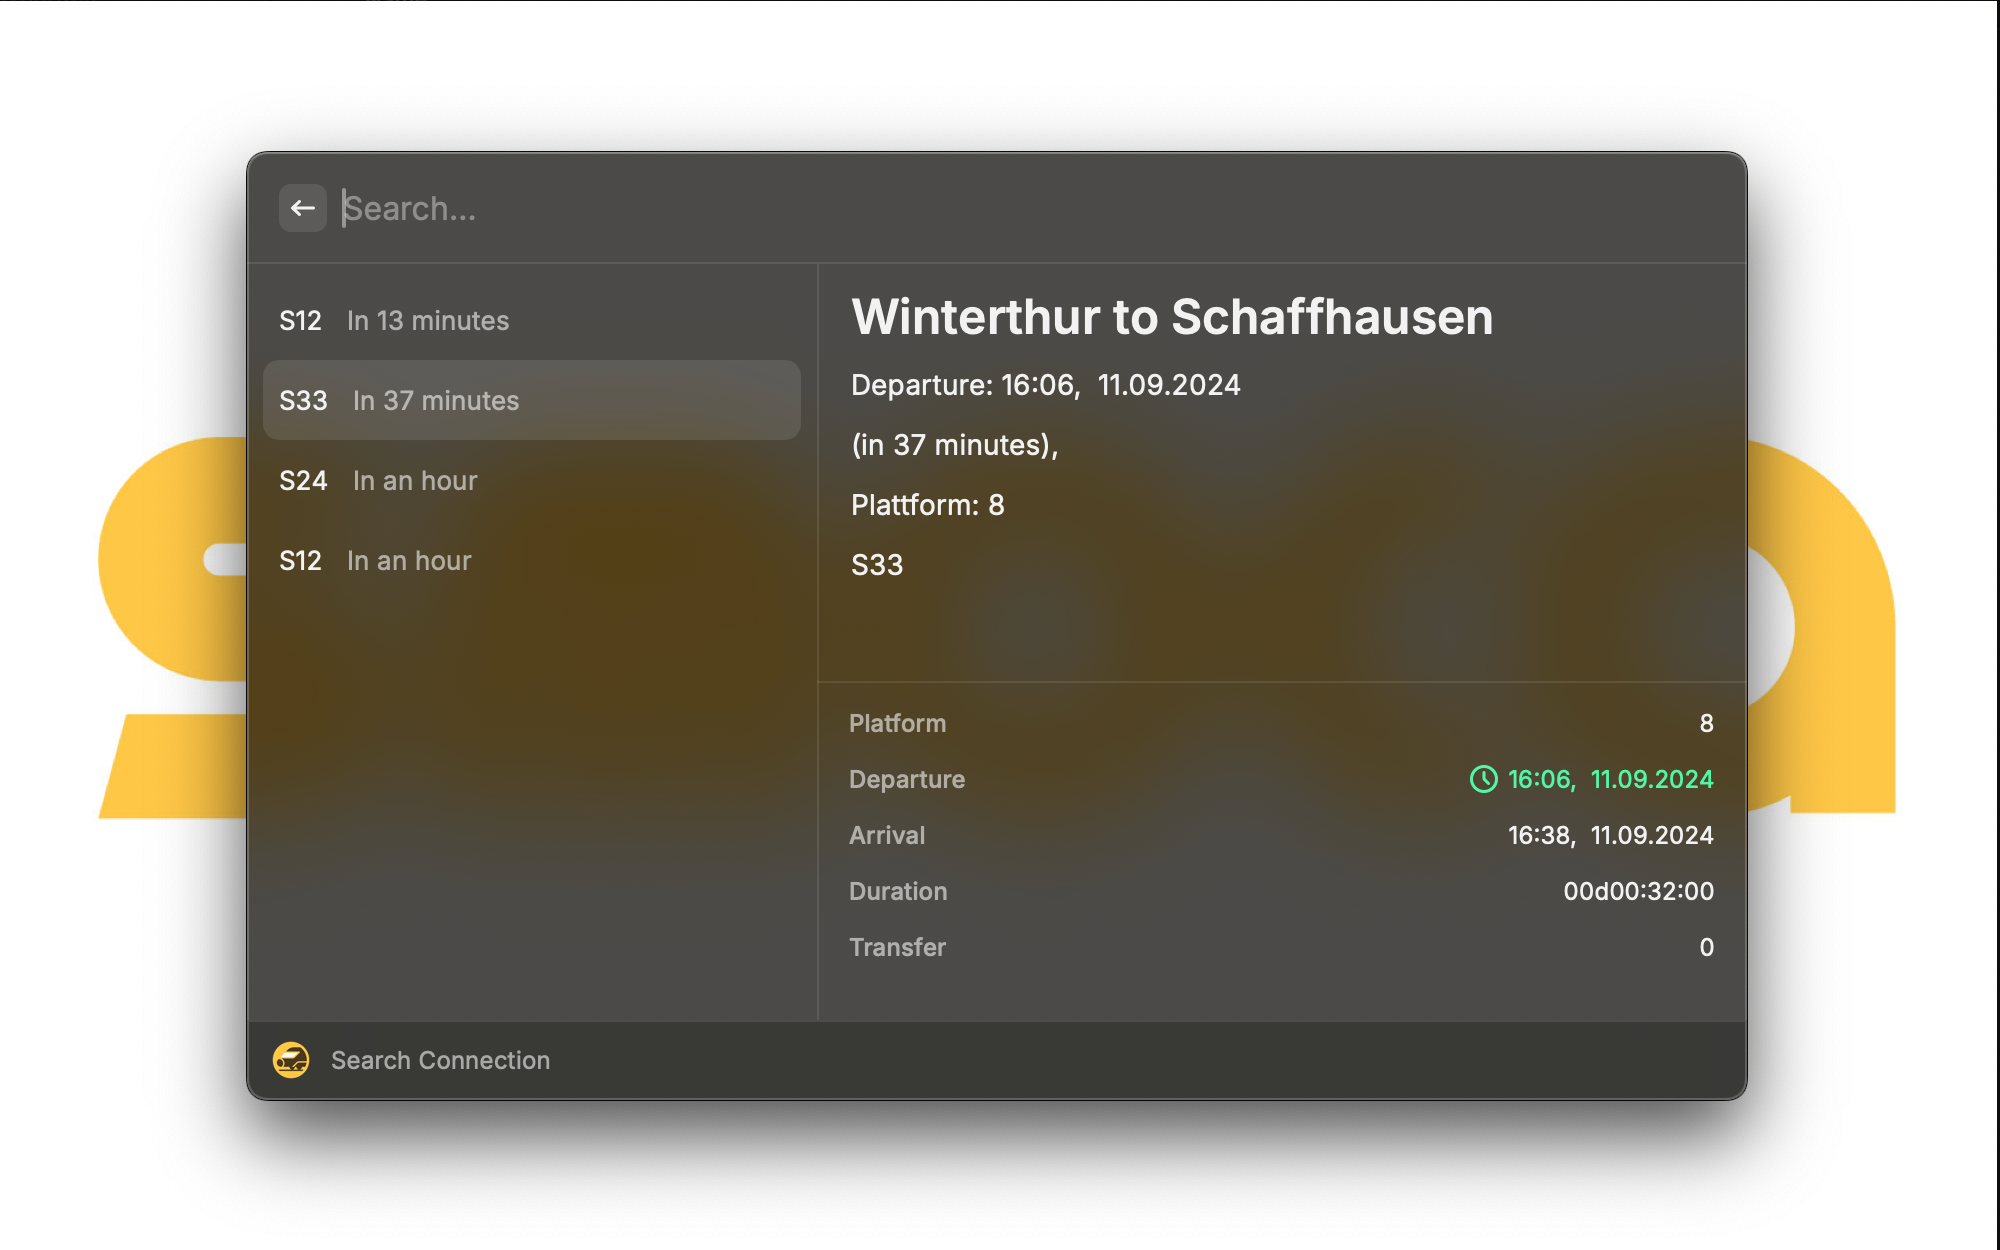 Search...
S12 In 13 minutes
S33 In 37 minutes
S24 In an hour
S12 In an hour
Winterthur to Schaffhausen
Departure: 16:06, 11.09.2024
(in 37 minutes),
Plattform: 8
S33
Platform 8
Departure 16:06, 11.09.2024
Arrival 16:38, 11.09.2024
Duration 00d00:32:00
Transfer 0
Search Connection